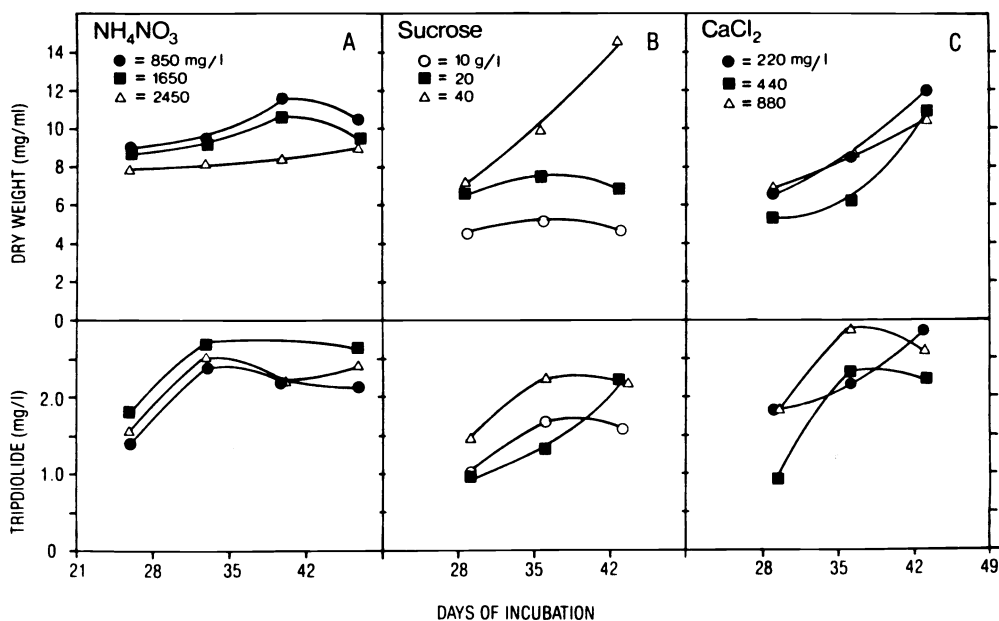 NH₄NO₃
A
● = 850 mg/l
■ = 1650
△ = 2450
Sucrose
B
○ = 10 g/l
■ = 20
△ = 40
CaCl₂
C
● = 220 mg/l
■ = 440
△ = 880
DRY WEIGHT (mg/ml)
14
12
10
8
6
4
2
0
TRIPDIOLIDE (mg/l)
2.0
1.0
0
21
28
35
42
28
35
42
28
35
42
49
DAYS OF INCUBATION